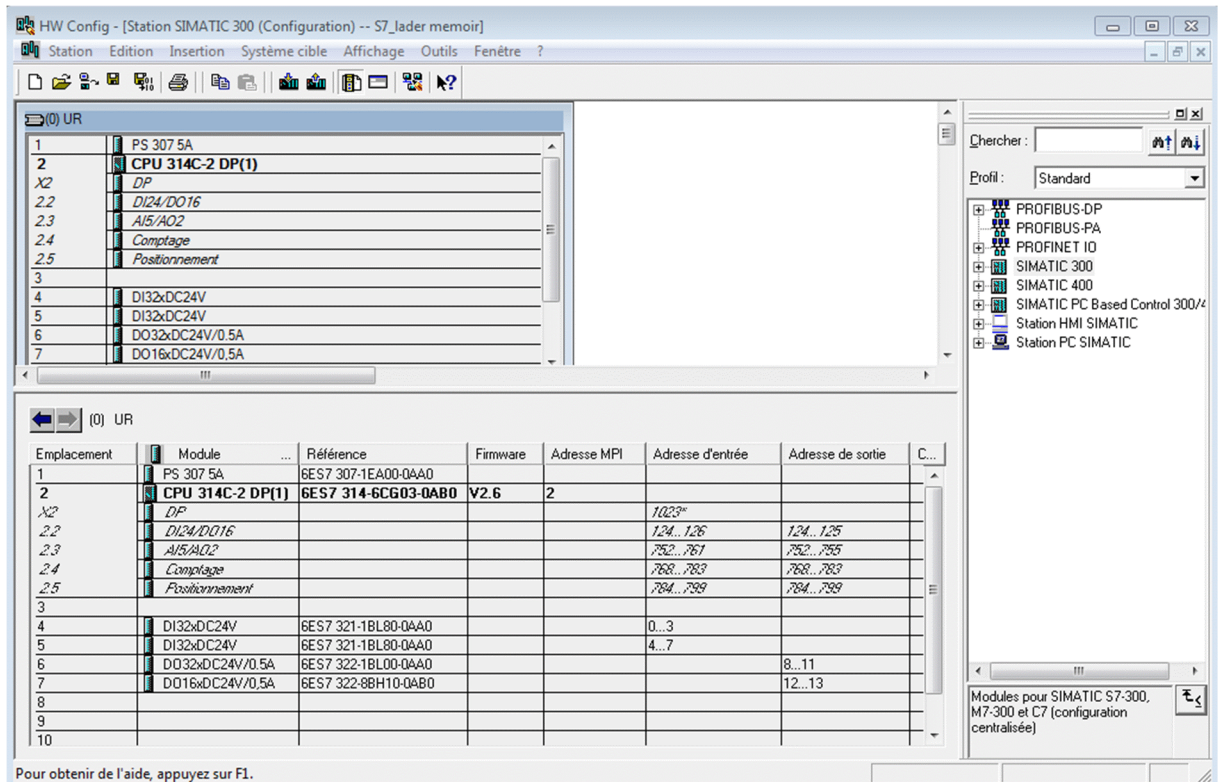 HW Config - [Station SIMATIC 300 (Configuration) -- S7_lader memoir]
Station Edition Insertion Système cible Affichage Outils Fenêtre ?
(0) UR
1 PS 307 5A
2 CPU 314C-2 DP(1)
X2 DP
2.2 DI24/DO16
2.3 AI5/AO2
2.4 Comptage
2.5 Positionnement
3
4 DI32xDC24V
5 DI32xDC24V
6 DO32xDC24V/0.5A
7 DO16xDC24V/0,5A
Chercher :
Profil : Standard
PROFIBUS-DP
PROFIBUS-PA
PROFINET IO
SIMATIC 300
SIMATIC 400
SIMATIC PC Based Control 300/4
Station HMI SIMATIC
Station PC SIMATIC
(0) UR
Emplacement Module ... Référence Firmware Adresse MPI Adresse d'entrée Adresse de sortie C...
1 PS 307 5A 6ES7 307-1EA00-0AA0
2 CPU 314C-2 DP(1) 6ES7 314-6CG03-0AB0 V2.6 2
X2 DP 1023*
2.2 DI24/DO16 124...126 124...125
2.3 AI5/AO2 752...761 752...755
2.4 Comptage 768...783 768...783
2.5 Positionnement 784...799 784...799
3
4 DI32xDC24V 6ES7 321-1BL80-0AA0 0...3
5 DI32xDC24V 6ES7 321-1BL80-0AA0 4...7
6 DO32xDC24V/0.5A 6ES7 322-1BL00-0AA0 8...11
7 DO16xDC24V/0,5A 6ES7 322-8BH10-0AB0 12...13
8
9
10
Modules pour SIMATIC S7-300,
M7-300 et C7 (configuration
centralisée)
Pour obtenir de l'aide, appuyez sur F1.